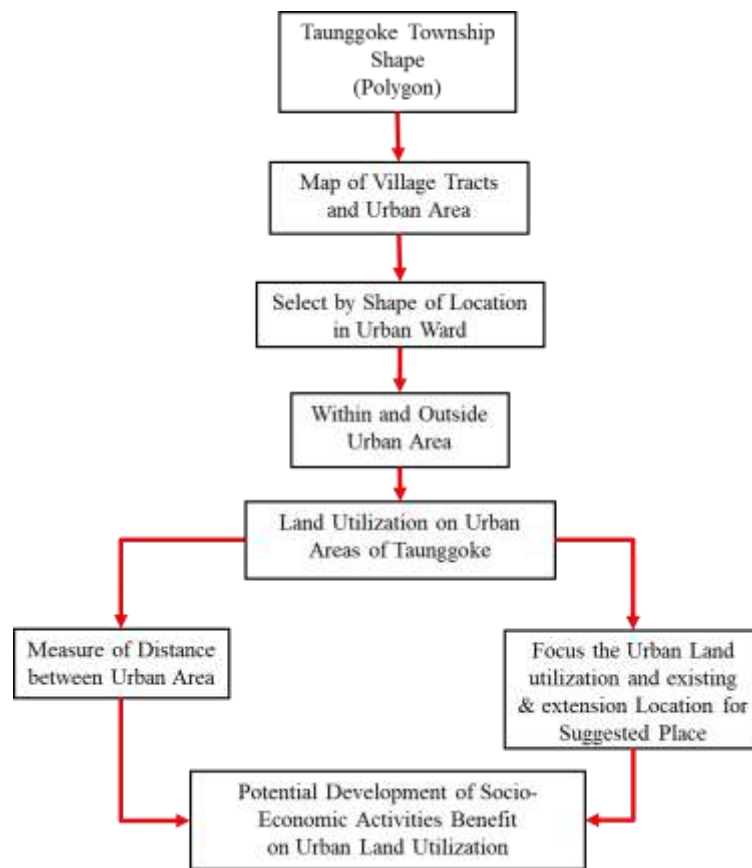 Taunggoke Township
Shape
(Polygon)
Map of Village Tracts
and Urban Area
Select by Shape of Location
in Urban Ward
Within and Outside
Urban Area
Land Utilization on Urban
Areas of Taunggoke
Measure of Distance
between Urban Area
Focus the Urban Land
utilization and existing
& extension Location for
Suggested Place
Potential Development of Socio-
Economic Activities Benefit
on Urban Land Utilization